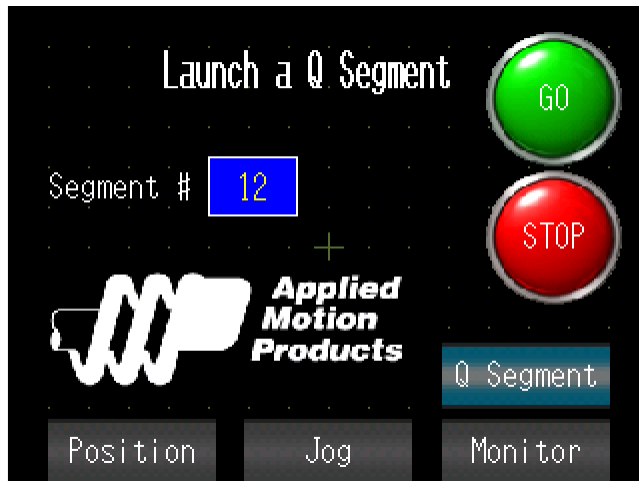 Launch a Q Segment
GO
Segment # 12
STOP
Applied
Motion
Products
Q Segment
Position Jog Monitor